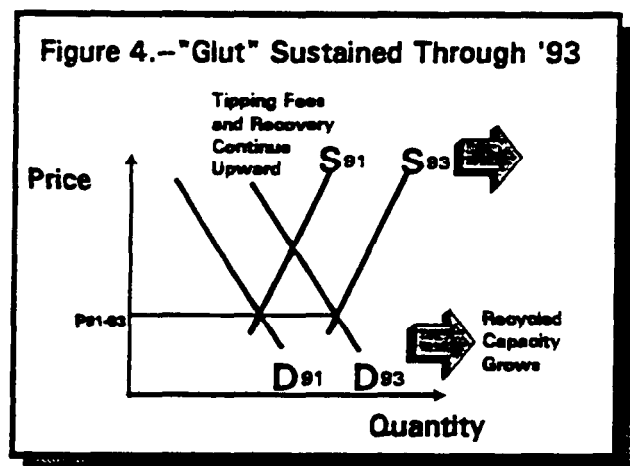 Figure 4.--"Glut" Sustained Through '93
Tipping Fees
and Recovery
Continue
Upward
S91
S93
Price
P91-93
Recycled
Capacity
Grows
D91
D93
Quantity